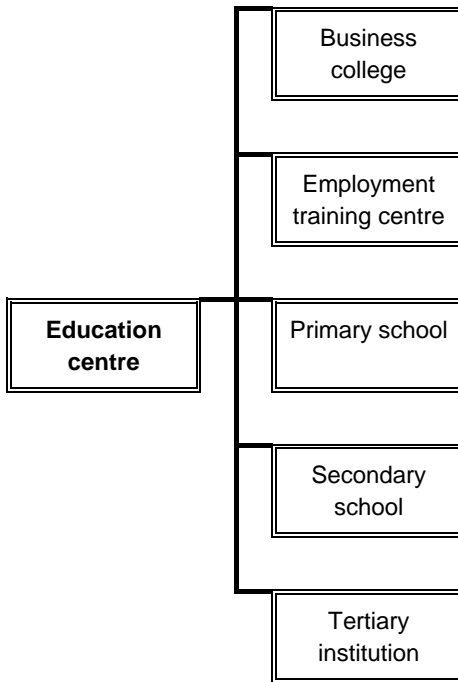 Business
college
Employment
training centre
Education
centre
Primary school
Secondary
school
Tertiary
institution